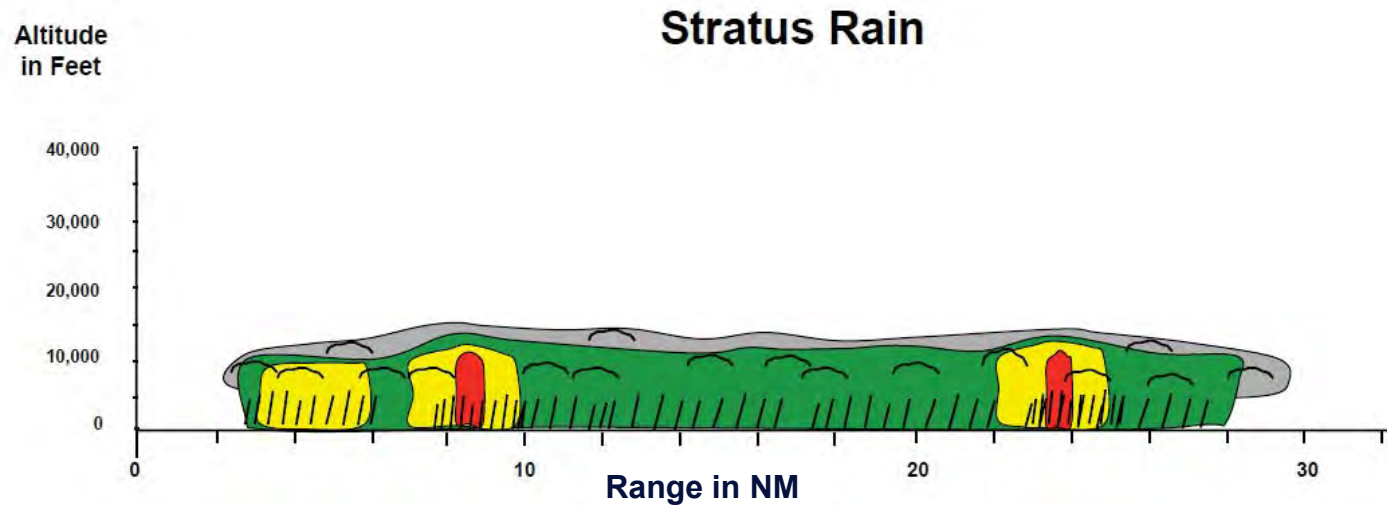 Stratus Rain
Altitude
in Feet
40,000
30,000
20,000
10,000
0
0 10 20 30
Range in NM